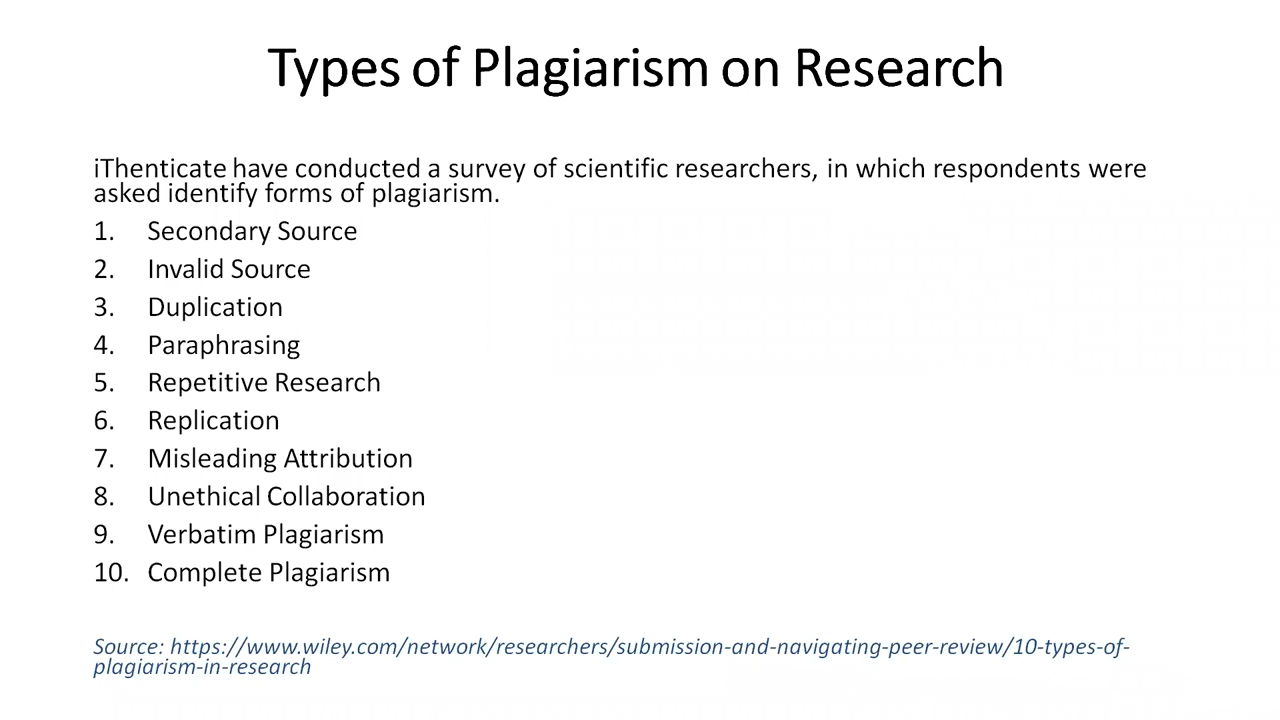 Types of Plagiarism on Research
iThenticate have conducted a survey of scientific researchers, in which respondents were
asked identify forms of plagiarism.
1. Secondary Source
2. Invalid Source
3. Duplication
4. Paraphrasing
5. Repetitive Research
6. Replication
7. Misleading Attribution
8. Unethical Collaboration
9. Verbatim Plagiarism
10. Complete Plagiarism
Source: https://www.wiley.com/network/researchers/submission-and-navigating-peer-review/10-types-of-
plagiarism-in-research